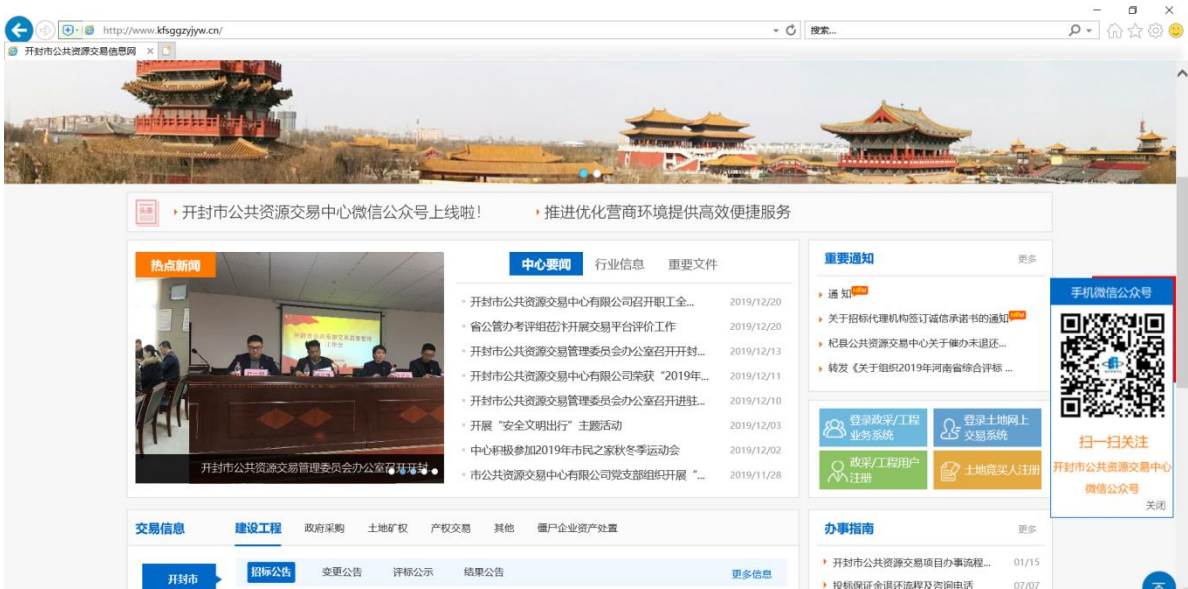 http://www.kfsggzyjyw.cn/
搜索...
开封市公共资源交易信息网
头条
开封市公共资源交易中心微信公众号上线啦！
推进优化营商环境提供高效便捷服务
热点新闻
开封市公共资源交易管理委员会办公室召开开封...
中心要闻 行业信息 重要文件
开封市公共资源交易中心有限公司召开职工全... 2019/12/20
省公管办考评组莅汴开展交易平台评价工作 2019/12/20
开封市公共资源交易管理委员会办公室召开开封... 2019/12/13
开封市公共资源交易中心有限公司荣获“2019年... 2019/12/11
开封市公共资源交易管理委员会办公室召开进驻... 2019/12/10
开展“安全文明出行”主题活动 2019/12/03
中心积极参加2019年市民之家秋冬季运动会 2019/12/02
市公共资源交易中心有限公司党支部组织开展“... 2019/11/28
重要通知 更多
通 知
关于招标代理机构签订诚信承诺书的通知
杞县公共资源交易中心关于催办未退还...
转发《关于组织2019年河南省综合评标 ...
登录政采/工程
业务系统
登录土地网上
交易系统
政采/工程用户
注册
土地竞买人注册
手机微信公众号
扫一扫关注
开封市公共资源交易中心
微信公众号
关闭
交易信息 建设工程 政府采购 土地矿权 产权交易 其他 僵尸企业资产处置
开封市
招标公告 变更公告 评标公示 结果公告 更多信息
办事指南 更多
开封市公共资源交易项目办事流程... 01/15
投标保证金退还流程及咨询电话 07/07